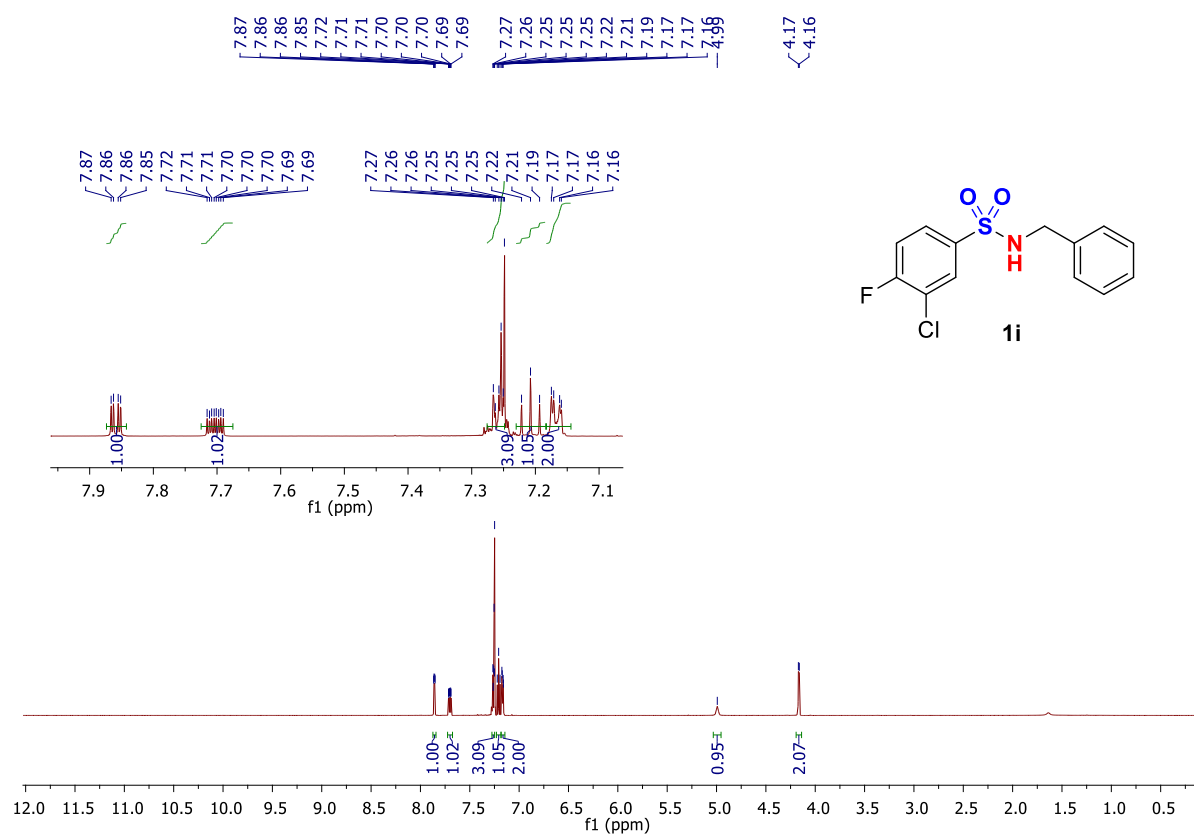 7.87 7.86 7.86 7.85 7.72 7.71 7.71 7.70 7.70 7.70 7.69 7.69 7.27 7.26 7.25 7.25 7.25 7.22 7.21 7.19 7.17 7.17 7.16 4.99 4.17 4.16
7.87 7.86 7.86 7.85 7.72 7.71 7.71 7.70 7.70 7.70 7.69 7.69 7.27 7.26 7.26 7.25 7.25 7.25 7.22 7.21 7.19 7.17 7.17 7.16 7.16
O O
S N
H
F
Cl
1i
1.00 1.02 3.09 1.05 2.00
7.9 7.8 7.7 7.6 7.5 7.4 7.3 7.2 7.1
f1 (ppm)
1.00 1.02 3.09 1.05 2.00 0.95 2.07
12.0 11.5 11.0 10.5 10.0 9.5 9.0 8.5 8.0 7.5 7.0 6.5 6.0 5.5 5.0 4.5 4.0 3.5 3.0 2.5 2.0 1.5 1.0 0.5
f1 (ppm)